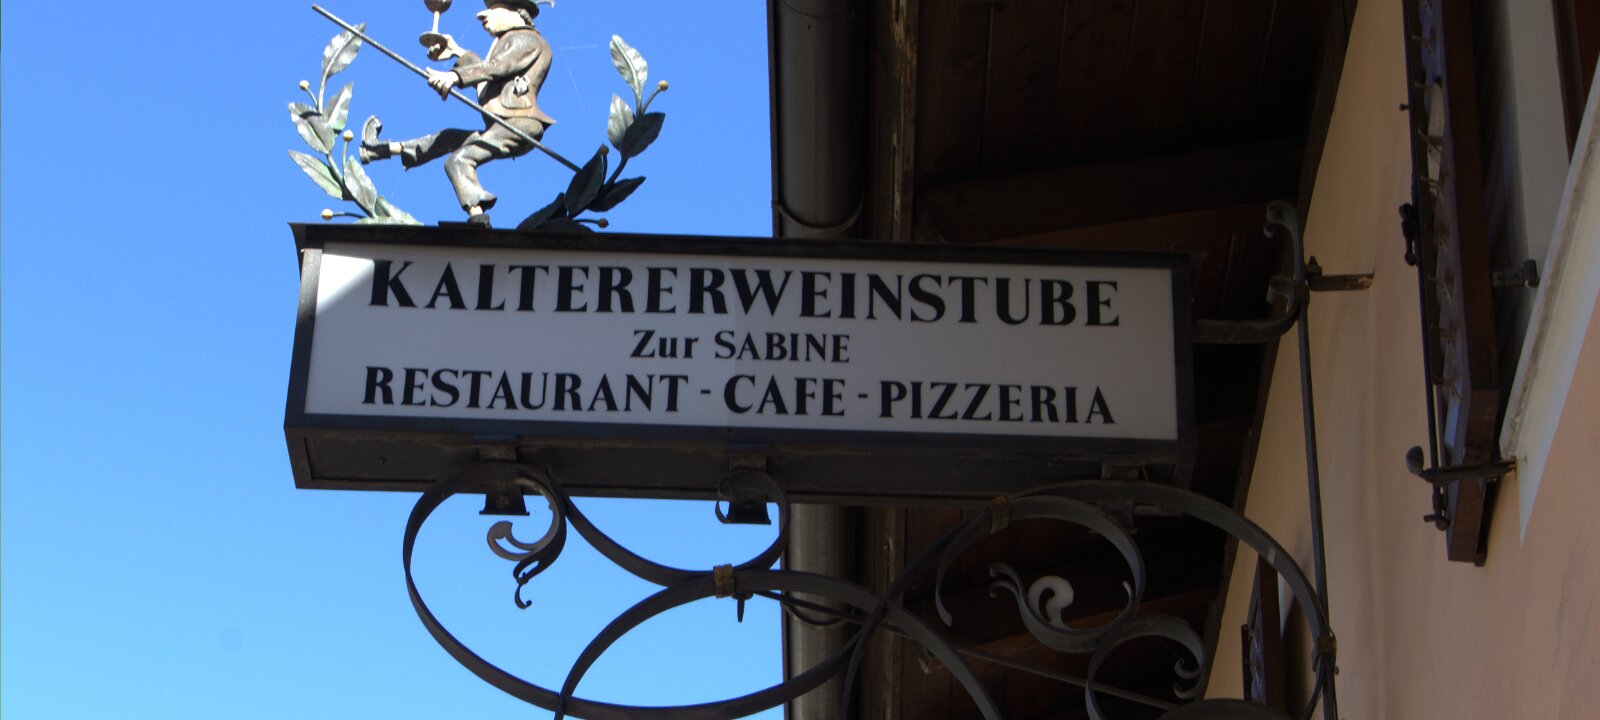 KALTERERWEINSTUBE
Zur SABINE
RESTAURANT - CAFE - PIZZERIA